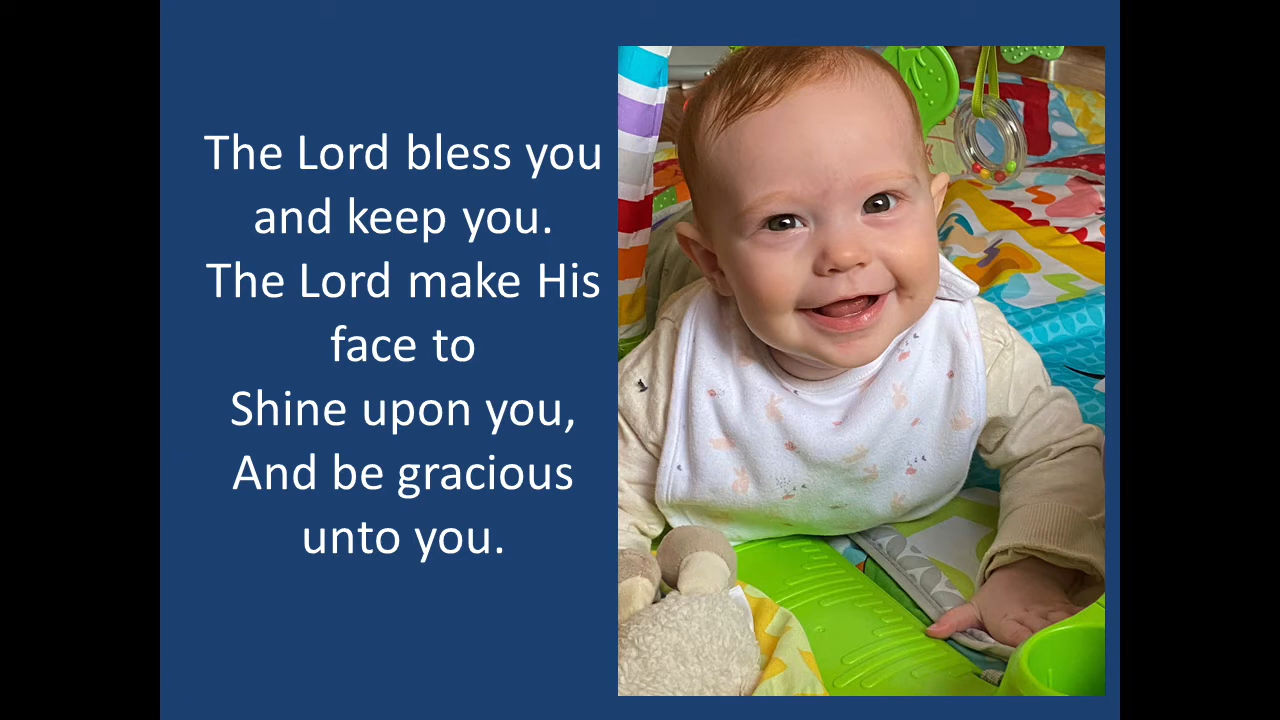 The Lord bless you
and keep you.
The Lord make His
face to
Shine upon you,
And be gracious
unto you.